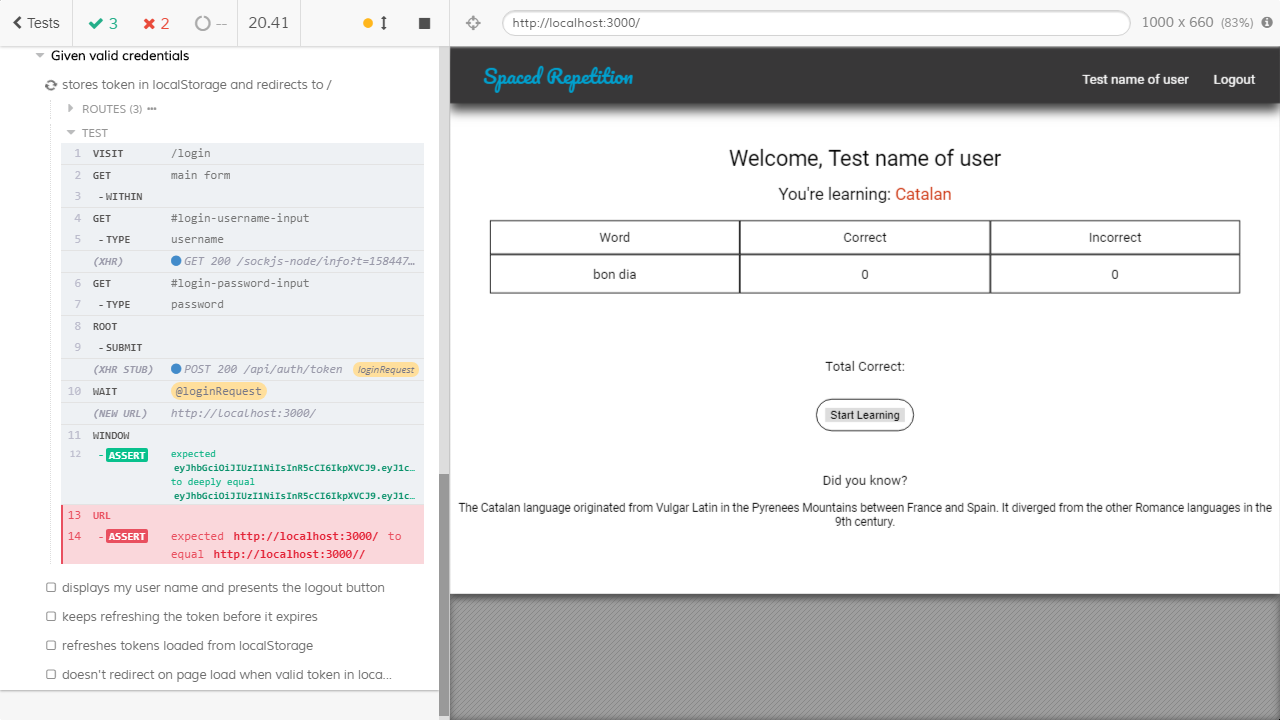 Tests 3 2 -- 20.41
http://localhost:3000/ 1000 x 660 (83%)
Given valid credentials
stores token in localStorage and redirects to /
ROUTES (3)
TEST
1 VISIT /login
2 GET main form
3 - WITHIN
4 GET #login-username-input
5 - TYPE username
(XHR) GET 200 /sockjs-node/info?t=158447…
6 GET #login-password-input
7 - TYPE password
8 ROOT
9 - SUBMIT
(XHR STUB) POST 200 /api/auth/token loginRequest
10 WAIT @loginRequest
(NEW URL) http://localhost:3000/
11 WINDOW
12 - ASSERT expected
eyJhbGciOiJIUzI1NiIsInR5cCI6IkpXVCJ9.eyJ1c…
to deeply equal
eyJhbGciOiJIUzI1NiIsInR5cCI6IkpXVCJ9.eyJ1c…
13 URL
14 - ASSERT expected http://localhost:3000/ to
equal http://localhost:3000//
displays my user name and presents the logout button
keeps refreshing the token before it expires
refreshes tokens loaded from localStorage
doesn't redirect on page load when valid token in loca...
Spaced Repetition Test name of user Logout
Welcome, Test name of user
You're learning: Catalan
Word Correct Incorrect
bon dia 0 0
Total Correct:
Start Learning
Did you know?
The Catalan language originated from Vulgar Latin in the Pyrenees Mountains between France and Spain. It diverged from the other Romance languages in the
9th century.